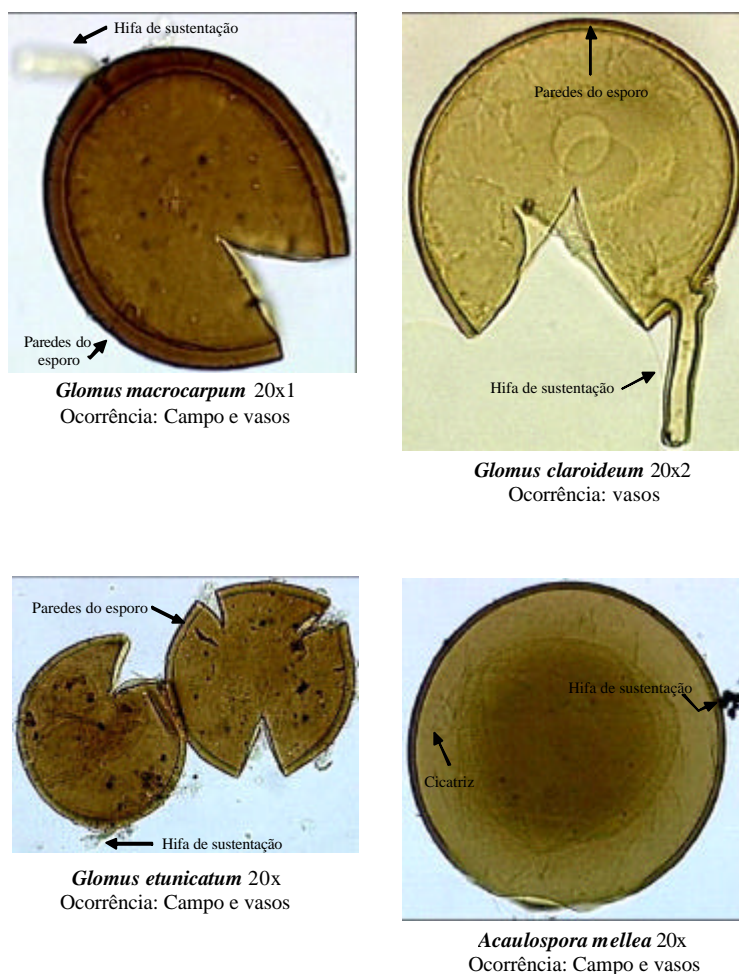 Hifa de sustentação
Paredes do
esporo
Glomus macrocarpum 20x1
Ocorrência: Campo e vasos
Paredes do esporo
Hifa de sustentação
Glomus claroideum 20x2
Ocorrência: vasos
Paredes do esporo
Hifa de sustentação
Glomus etunicatum 20x
Ocorrência: Campo e vasos
Hifa de sustentação
Cicatriz
Acaulospora mellea 20x
Ocorrência: Campo e vasos